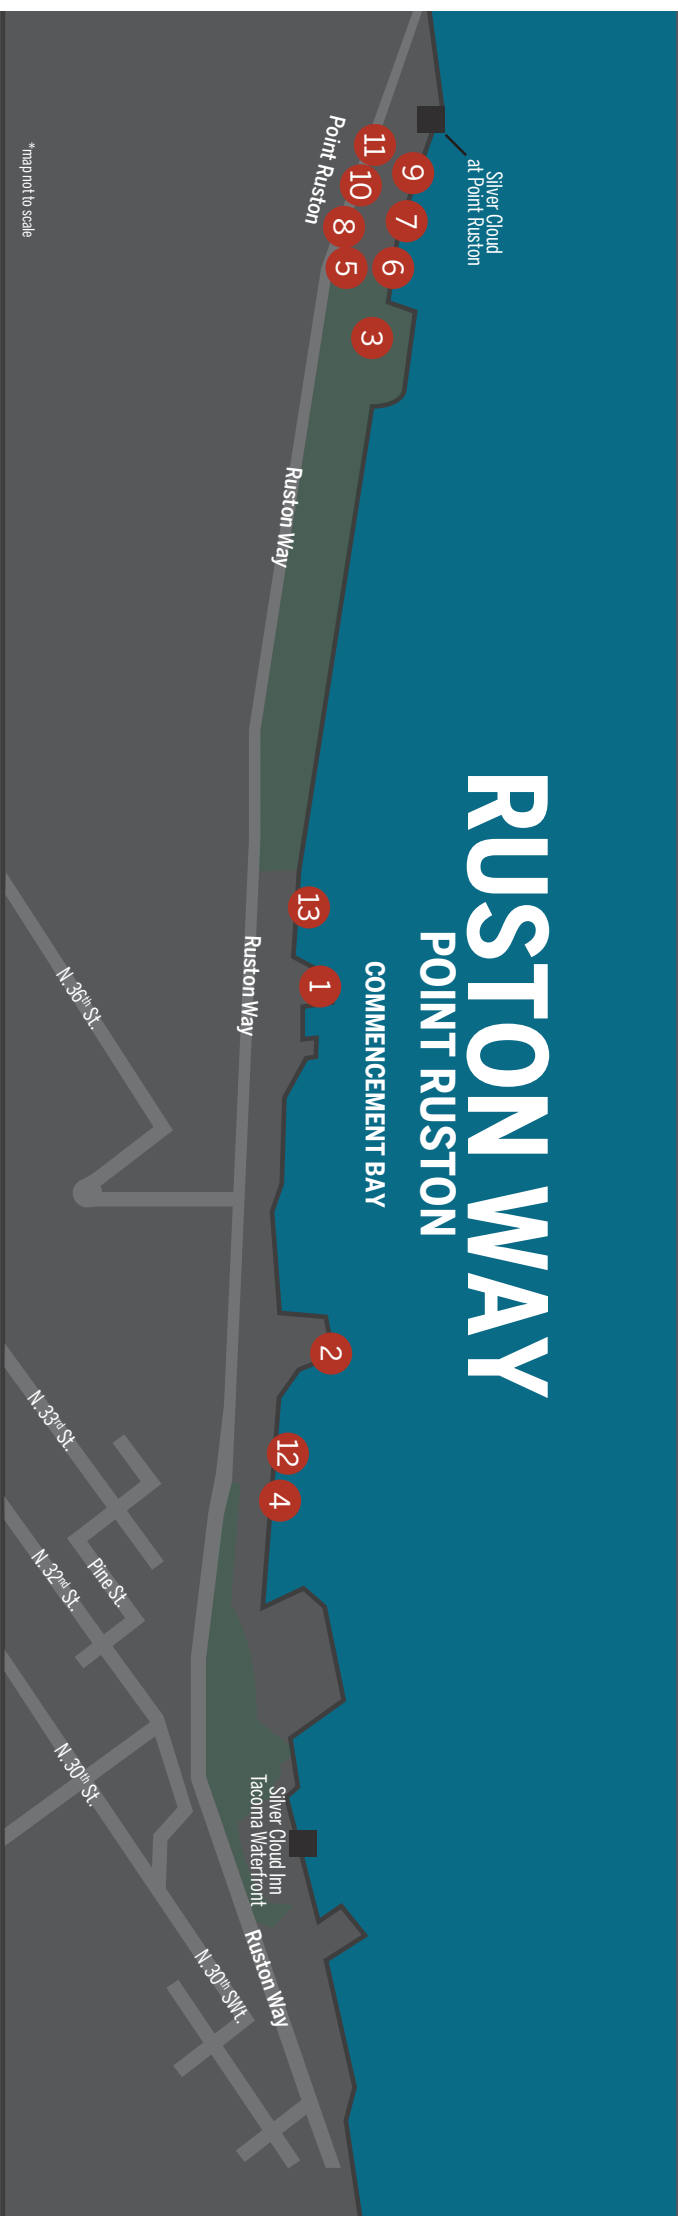 RUSTON WAY
POINT RUSTON
COMMENCEMENT BAY
Silver Cloud
at Point Ruston
9
7
6
11
10
8
5
3
Point Ruston
Ruston Way
13
1
Ruston Way
2
12
4
Silver Cloud Inn
Tacoma Waterfront
Ruston Way
N. 36th St.
N. 33rd St.
Pine St.
N. 32nd St.
N. 30th St.
N. 30th SWt.
*map not to scale